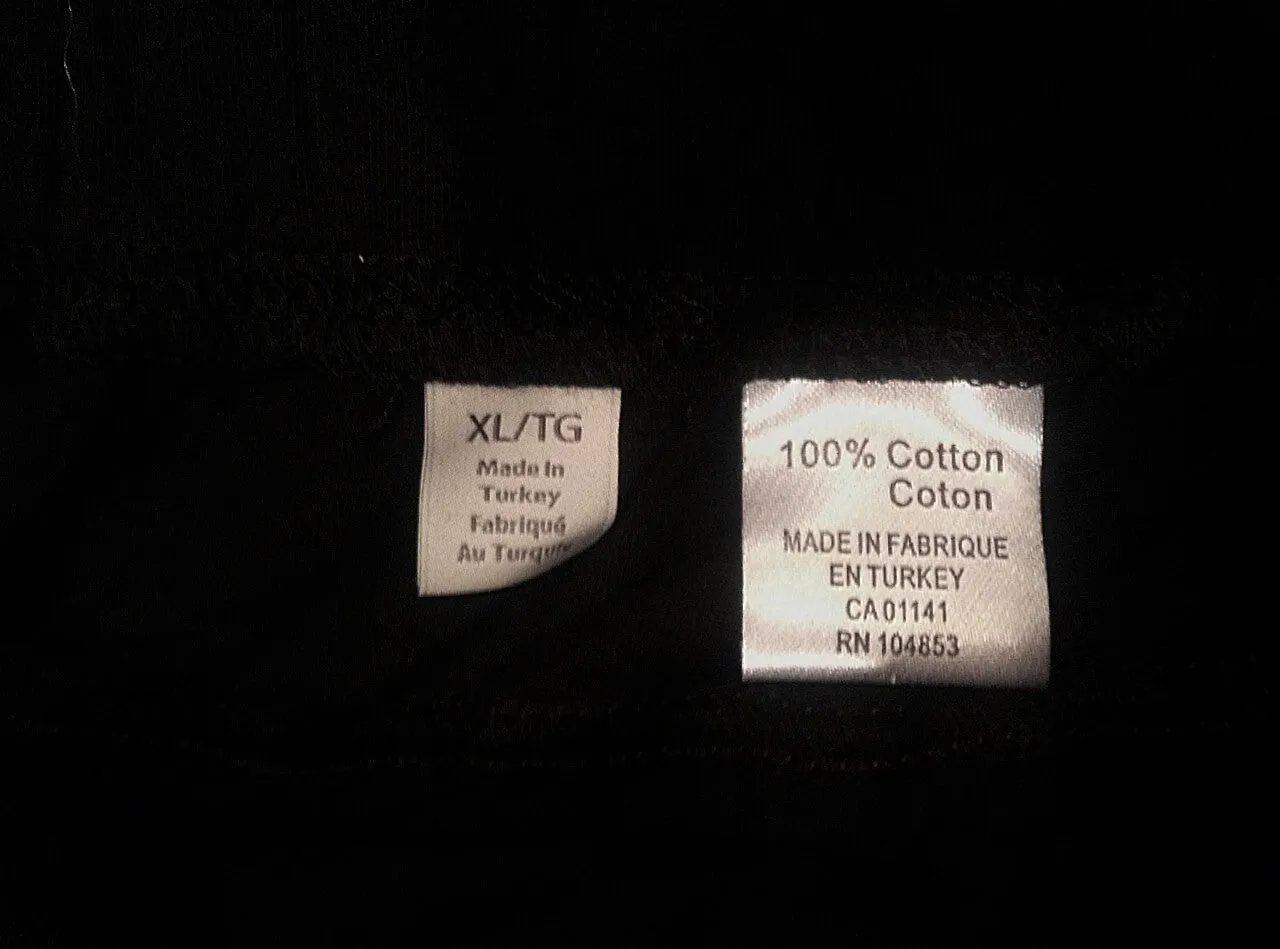 XL/TG
Made In
Turkey
Fabriqué
Au Turquie
100% Cotton
Coton
MADE IN FABRIQUE
EN TURKEY
CA 01141
RN 104853